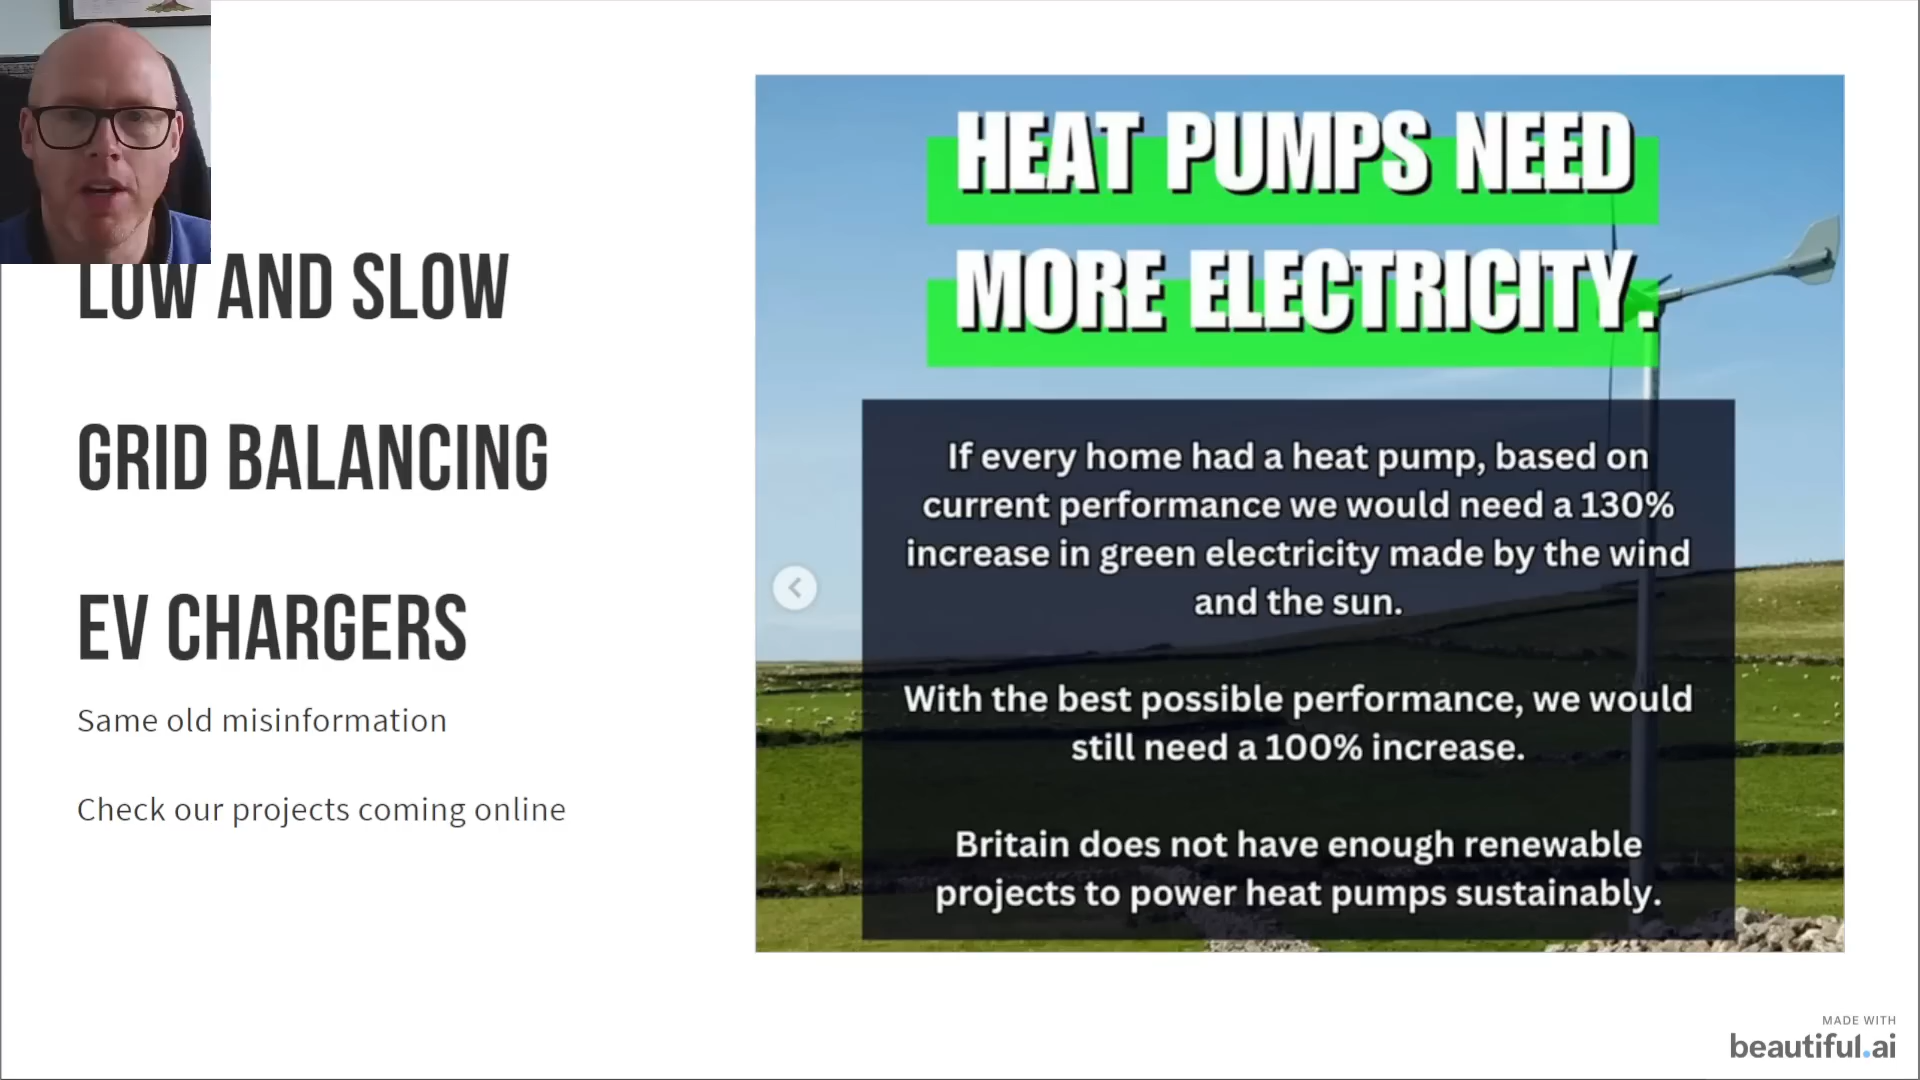 LOW AND SLOW
GRID BALANCING
EV CHARGERS
Same old misinformation
Check our projects coming online
HEAT PUMPS NEED
MORE ELECTRICITY.
If every home had a heat pump, based on
current performance we would need a 130%
increase in green electricity made by the wind
and the sun.
With the best possible performance, we would
still need a 100% increase.
Britain does not have enough renewable
projects to power heat pumps sustainably.
MADE WITH
beautiful.ai